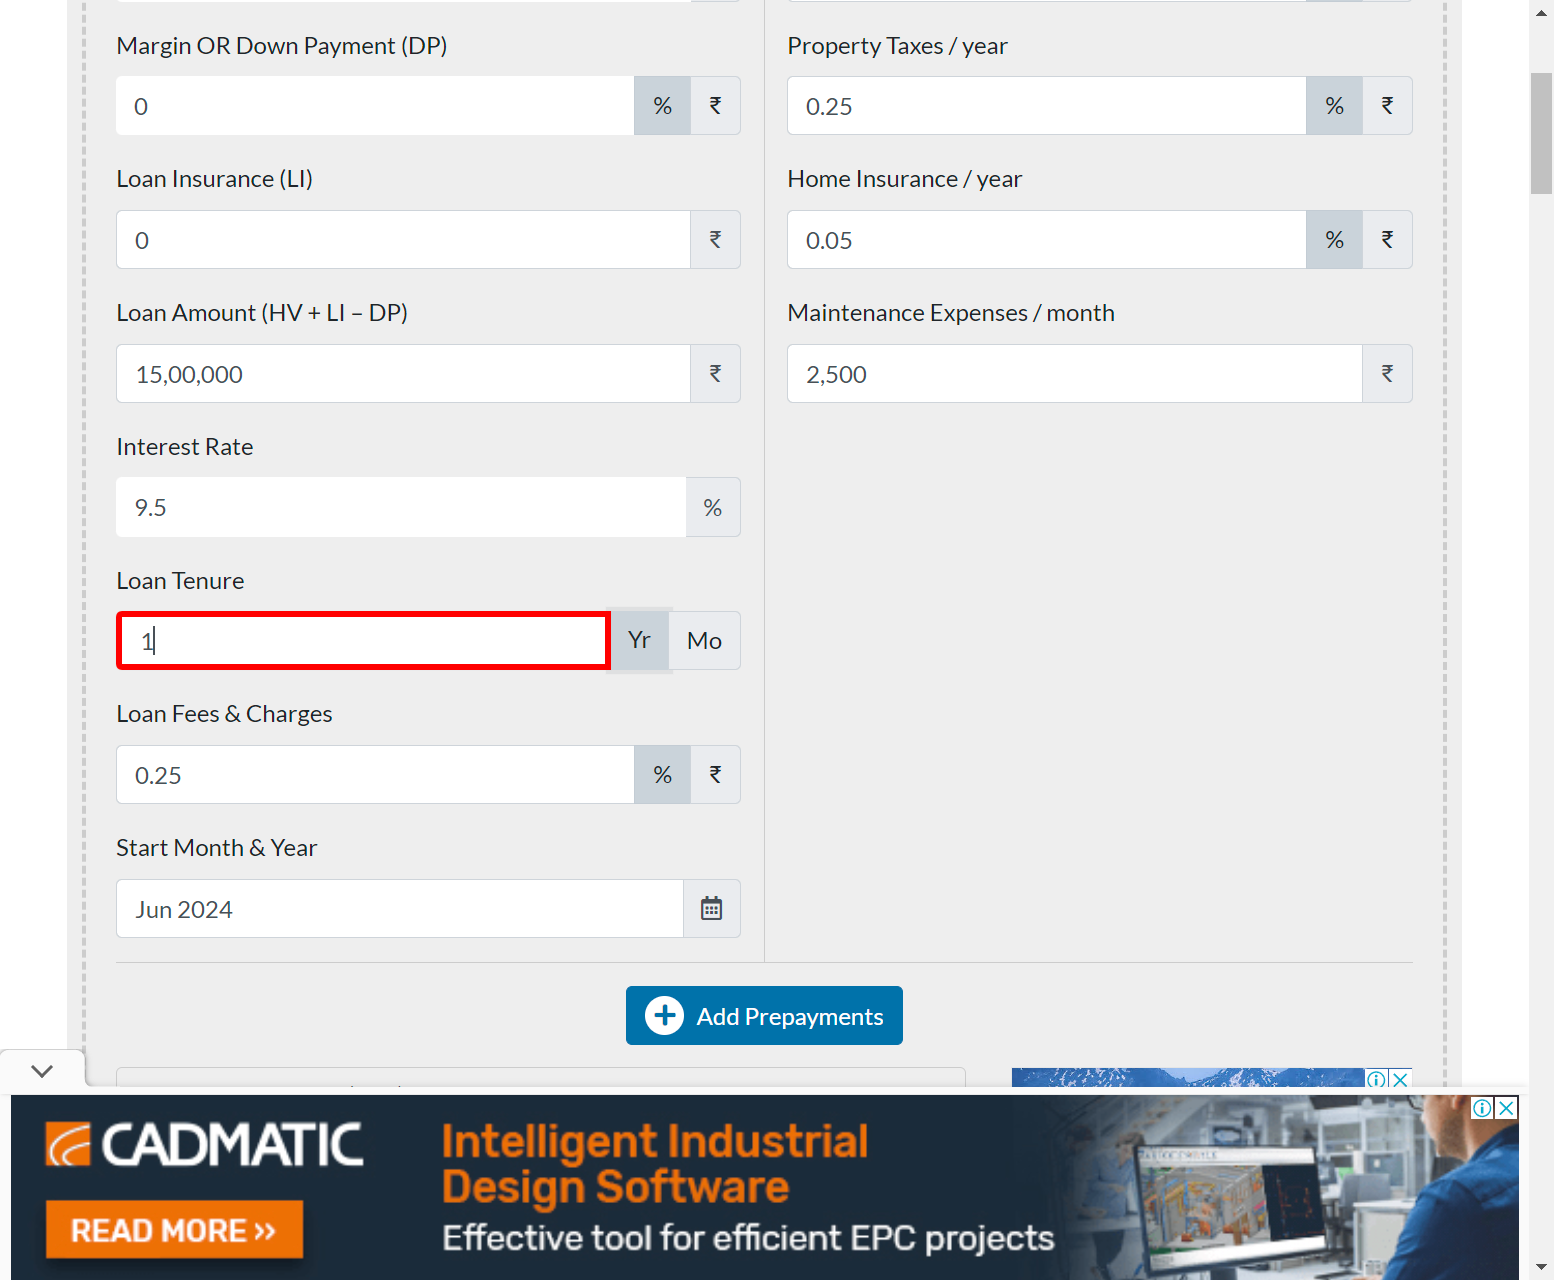 Margin OR Down Payment (DP)
0
%
₹
Loan Insurance (LI)
0
₹
Loan Amount (HV + LI – DP)
15,00,000
₹
Interest Rate
9.5
%
Loan Tenure
1
Yr
Mo
Loan Fees & Charges
0.25
%
₹
Start Month & Year
Jun 2024
Property Taxes / year
0.25
%
₹
Home Insurance / year
0.05
%
₹
Maintenance Expenses / month
2,500
₹
Add Prepayments
CADMATIC
READ MORE >>
Intelligent Industrial
Design Software
Effective tool for efficient EPC projects